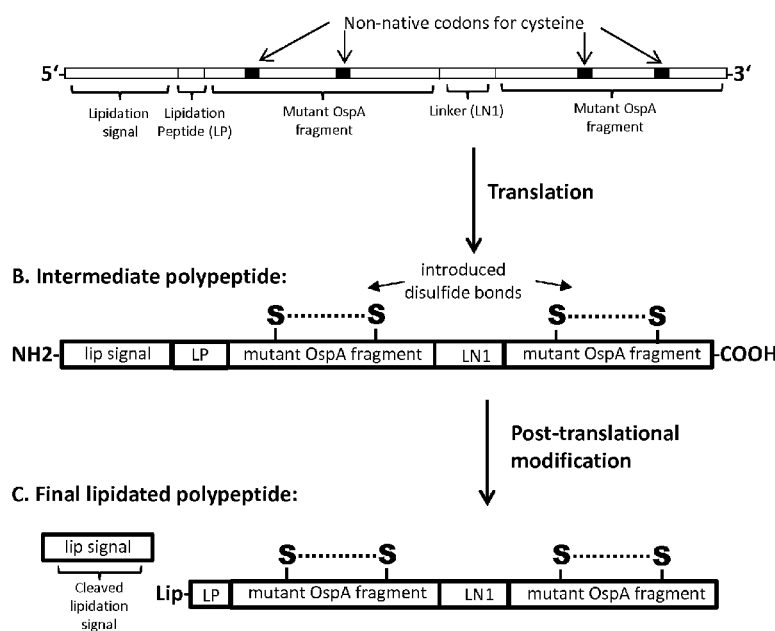 Non-native codons for cysteine
5‘- -3‘
Lipidation
signal
Lipidation
Peptide (LP)
Mutant OspA
fragment
Linker (LN1)
Mutant OspA
fragment
Translation
B. Intermediate polypeptide:
introduced
disulfide bonds
S S S S
NH2- lip signal LP mutant OspA fragment LN1 mutant OspA fragment -COOH
Post-translational
modification
C. Final lipidated polypeptide:
lip signal
S S S S
Cleaved
lipidation
signal
Lip- LP mutant OspA fragment LN1 mutant OspA fragment